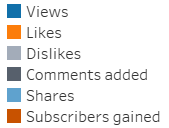 Views
Likes
Dislikes
Comments added
Shares
Subscribers gained